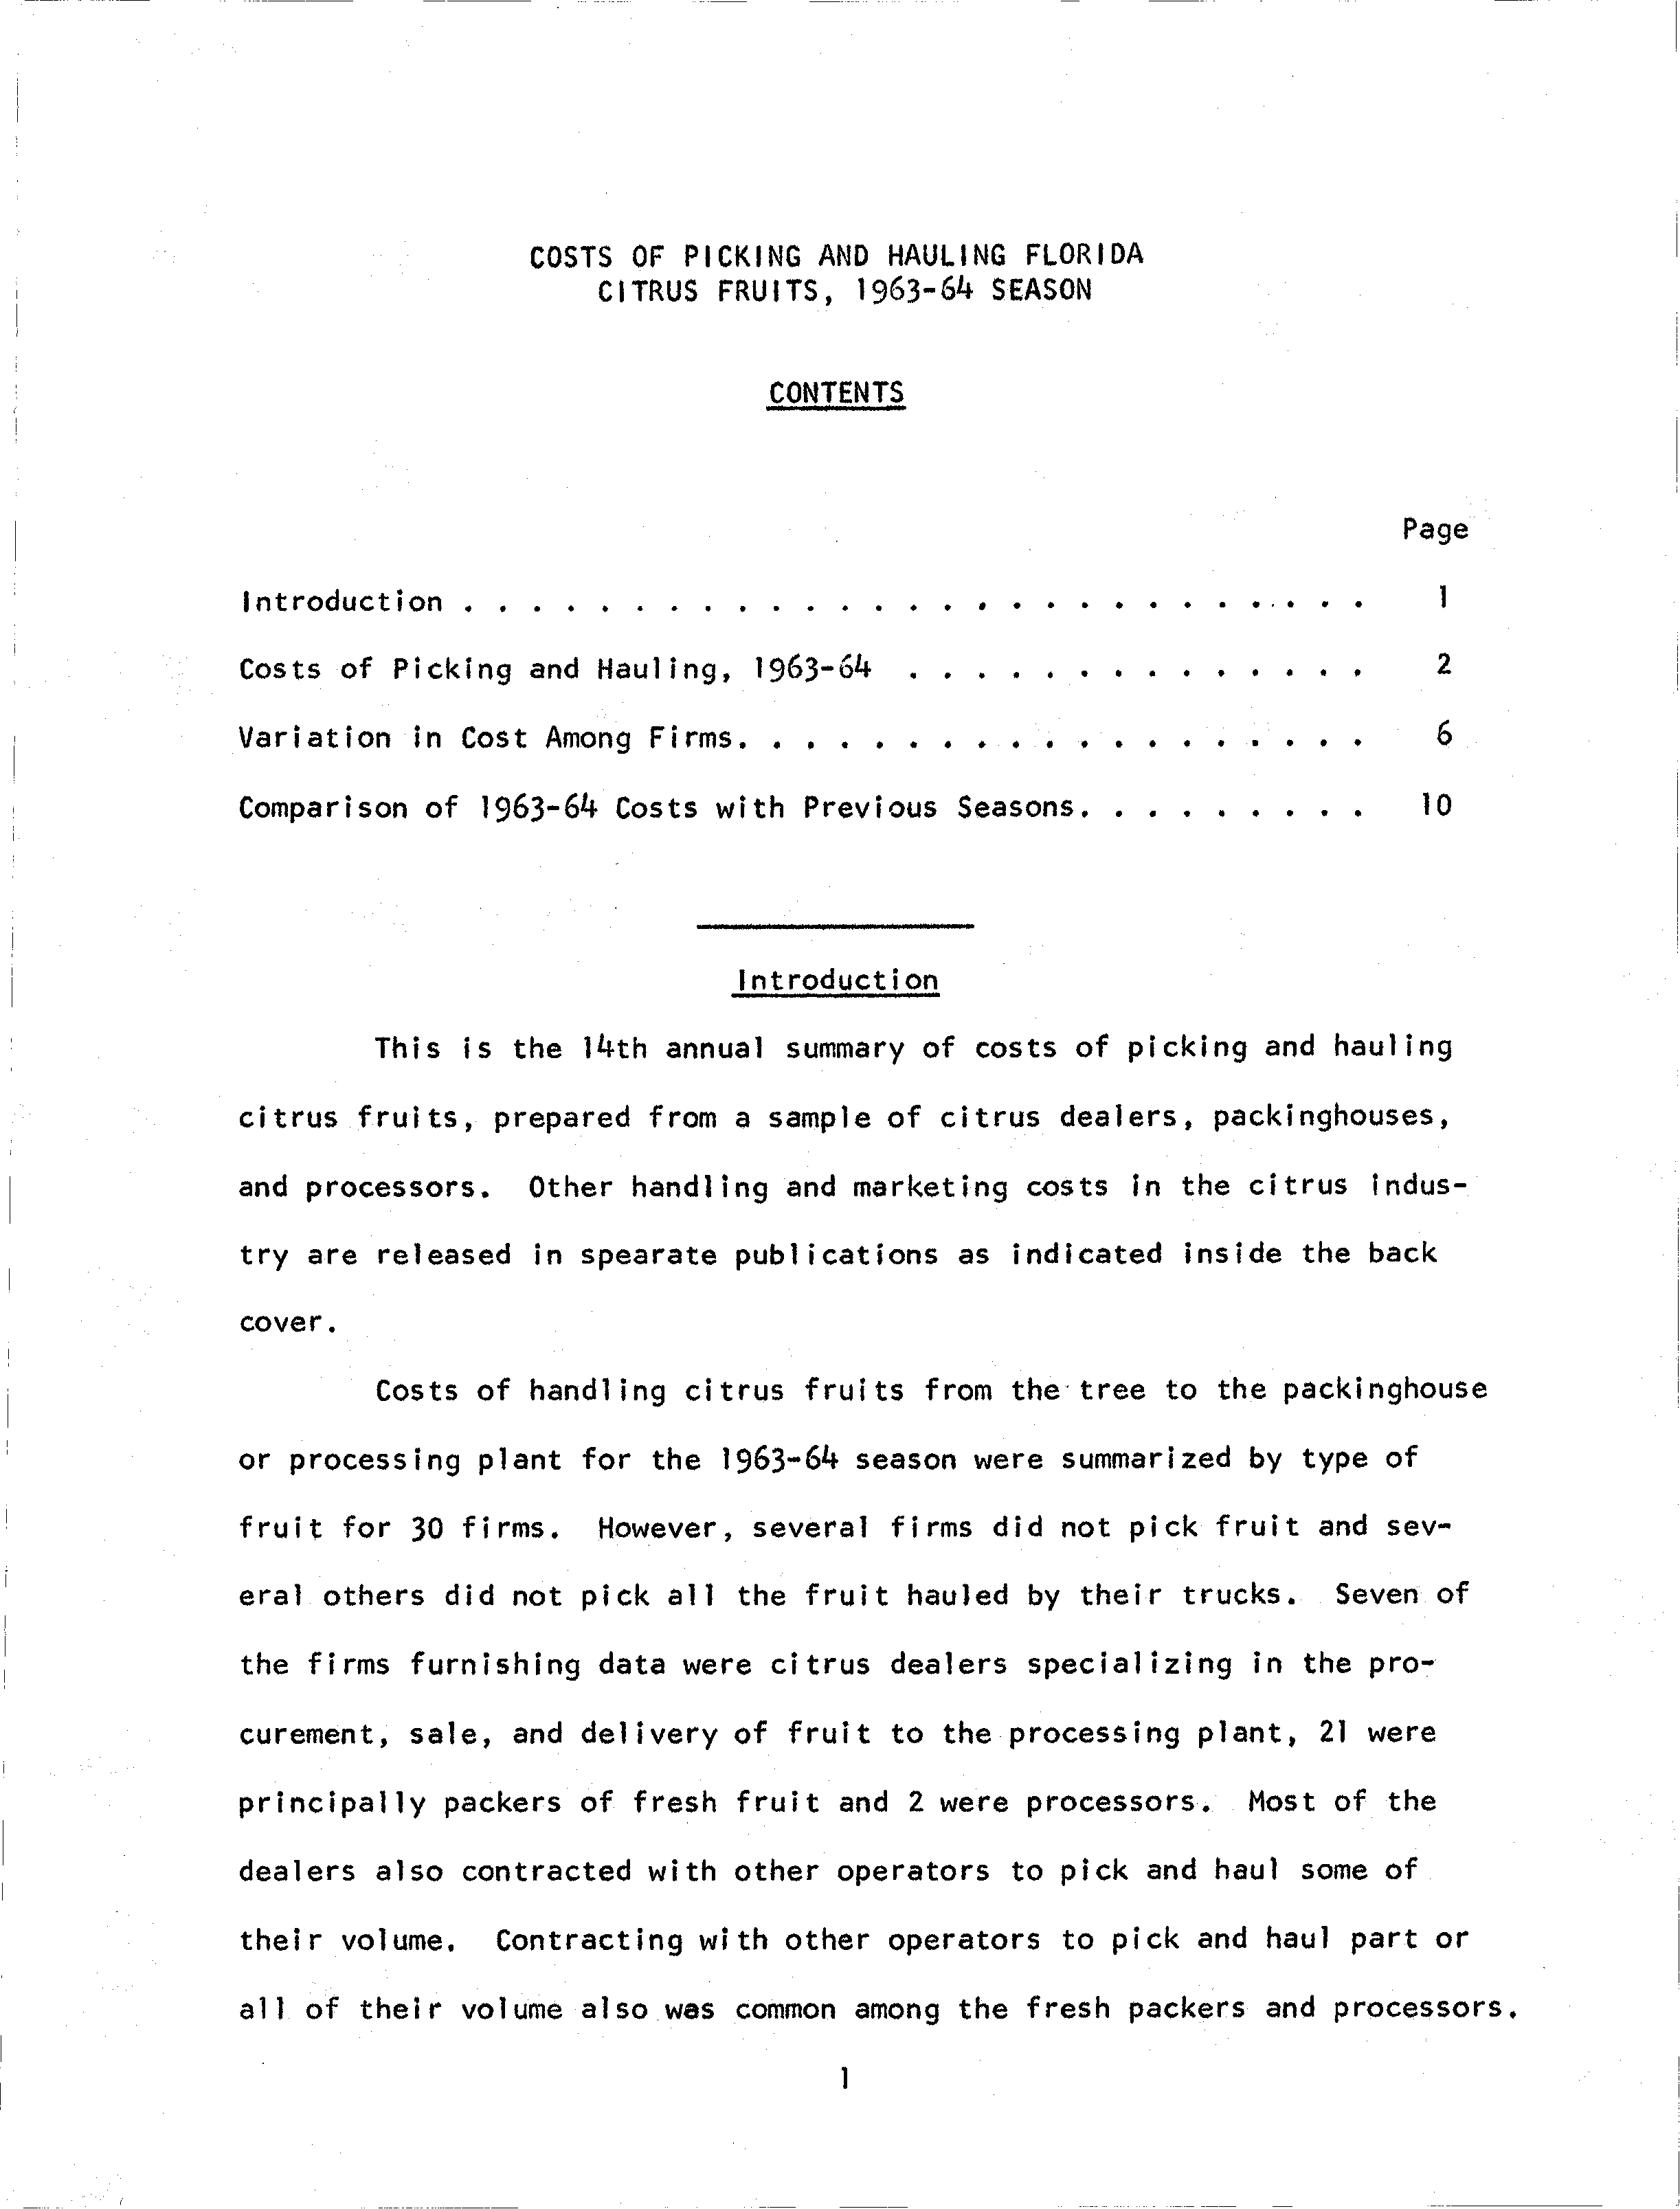 COSTS OF PICKING AND HAULING FLORIDA
CITRUS FRUITS, 1963-64 SEASON
CONTENTS
Page
Introduction . . . . . . . . . . . . . . . . . . . . . . . . . . . 1
Costs of Picking and Hauling, 1963-64 . . . . . . . . . . . . . . 2
Variation in Cost Among Firms. . . . . . . . . . . . . . . . . . . 6
Comparison of 1963-64 Costs with Previous Seasons. . . . . . . . . 10
Introduction
This is the 14th annual summary of costs of picking and hauling
citrus fruits, prepared from a sample of citrus dealers, packinghouses,
and processors. Other handling and marketing costs in the citrus indus-
try are released in spearate publications as indicated inside the back
cover.
Costs of handling citrus fruits from the tree to the packinghouse
or processing plant for the 1963-64 season were summarized by type of
fruit for 30 firms. However, several firms did not pick fruit and sev-
eral others did not pick all the fruit hauled by their trucks. Seven of
the firms furnishing data were citrus dealers specializing in the pro-
curement, sale, and delivery of fruit to the processing plant, 21 were
principally packers of fresh fruit and 2 were processors. Most of the
dealers also contracted with other operators to pick and haul some of
their volume. Contracting with other operators to pick and haul part or
all of their volume also was common among the fresh packers and processors.
1